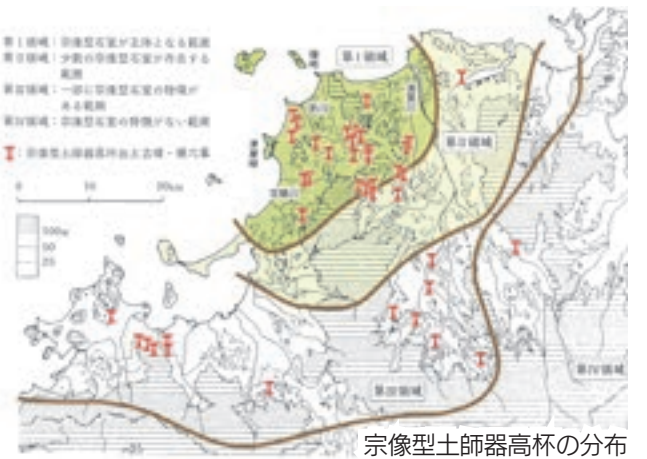 第Ⅰ領域：宗像型石室が主体となる範囲
第Ⅱ領域：少数の宗像型石室が存在する
範囲
第Ⅲ領域：一部に宗像型石室の特徴が
ある範囲
第Ⅳ領域：宗像型石室の特徴がない範囲
：宗像型土師器高杯出土古墳・横穴墓
0 10 20km
100m
50
25
第Ⅰ領域
第Ⅱ領域
第Ⅲ領域
第Ⅳ領域
宗像型土師器高杯の分布